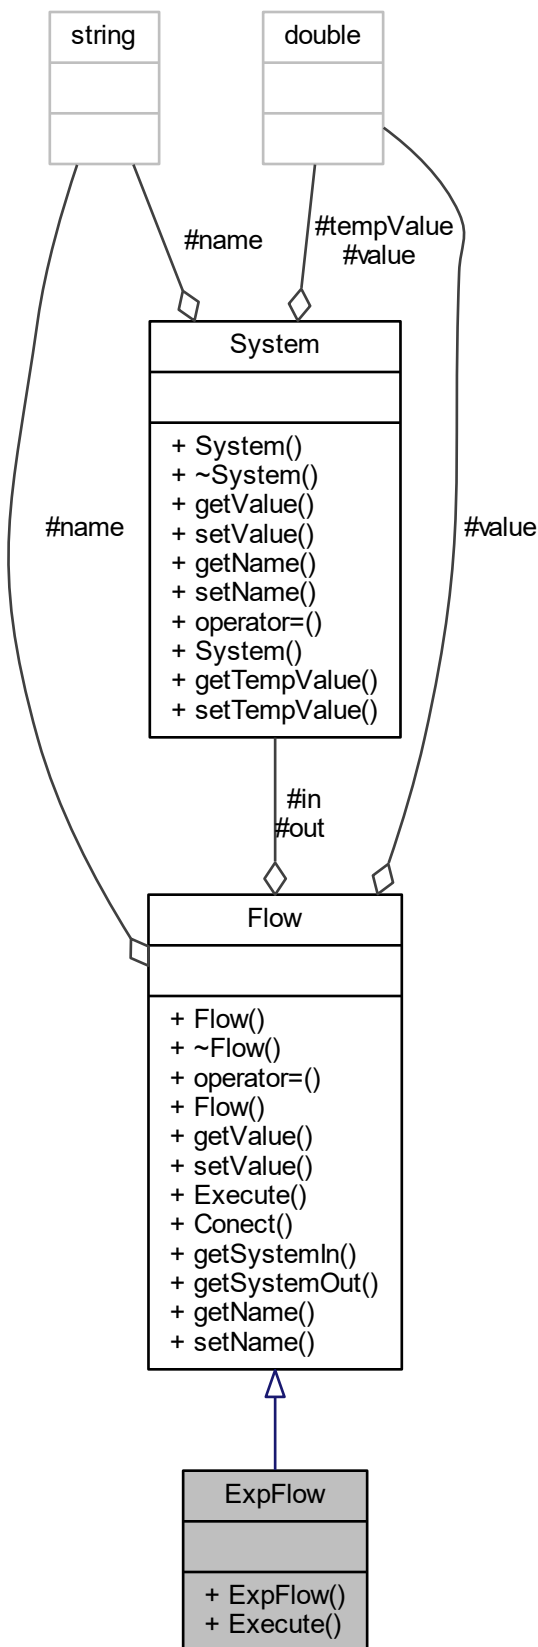 string
double
#name
#tempValue
#value
System
+ System()
+ ~System()
+ getValue()
+ setValue()
+ getName()
+ setName()
+ operator=()
+ System()
+ getTempValue()
+ setTempValue()
#name
#value
#in
#out
Flow
+ Flow()
+ ~Flow()
+ operator=()
+ Flow()
+ getValue()
+ setValue()
+ Execute()
+ Conect()
+ getSystemIn()
+ getSystemOut()
+ getName()
+ setName()
ExpFlow
+ ExpFlow()
+ Execute()